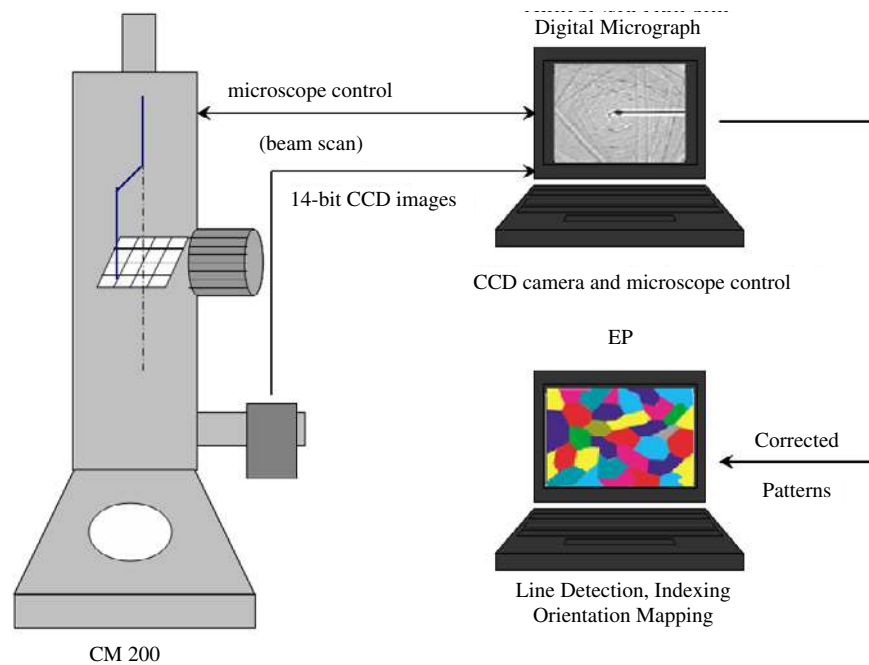 Digital Micrograph
microscope control
(beam scan)
14-bit CCD images
CCD camera and microscope control
EP
Corrected
Patterns
Line Detection, Indexing
Orientation Mapping
CM 200